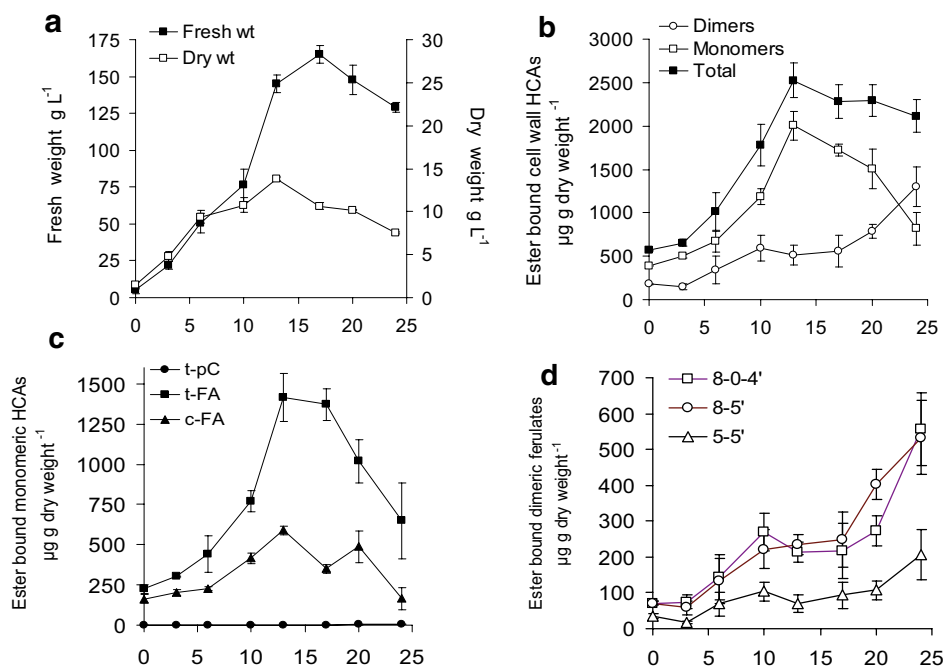 a
Fresh wt
Dry wt
Fresh weight g L-1
175
150
125
100
75
50
25
0
30
25
20
15
10
5
0
Dry weight g L-1
0 5 10 15 20 25
b
Dimers
Monomers
Total
Ester bound cell wall HCAs
µg g dry weight -1
3000
2500
2000
1500
1000
500
0
0 5 10 15 20 25
c
t-pC
t-FA
c-FA
Ester bound monomeric HCAs
µg g dry weight-1
1500
1250
1000
750
500
250
0
0 5 10 15 20 25
d
8-0-4'
8-5'
5-5'
Ester bound dimeric ferulates
µg g dry weight-1
700
600
500
400
300
200
100
0
0 5 10 15 20 25